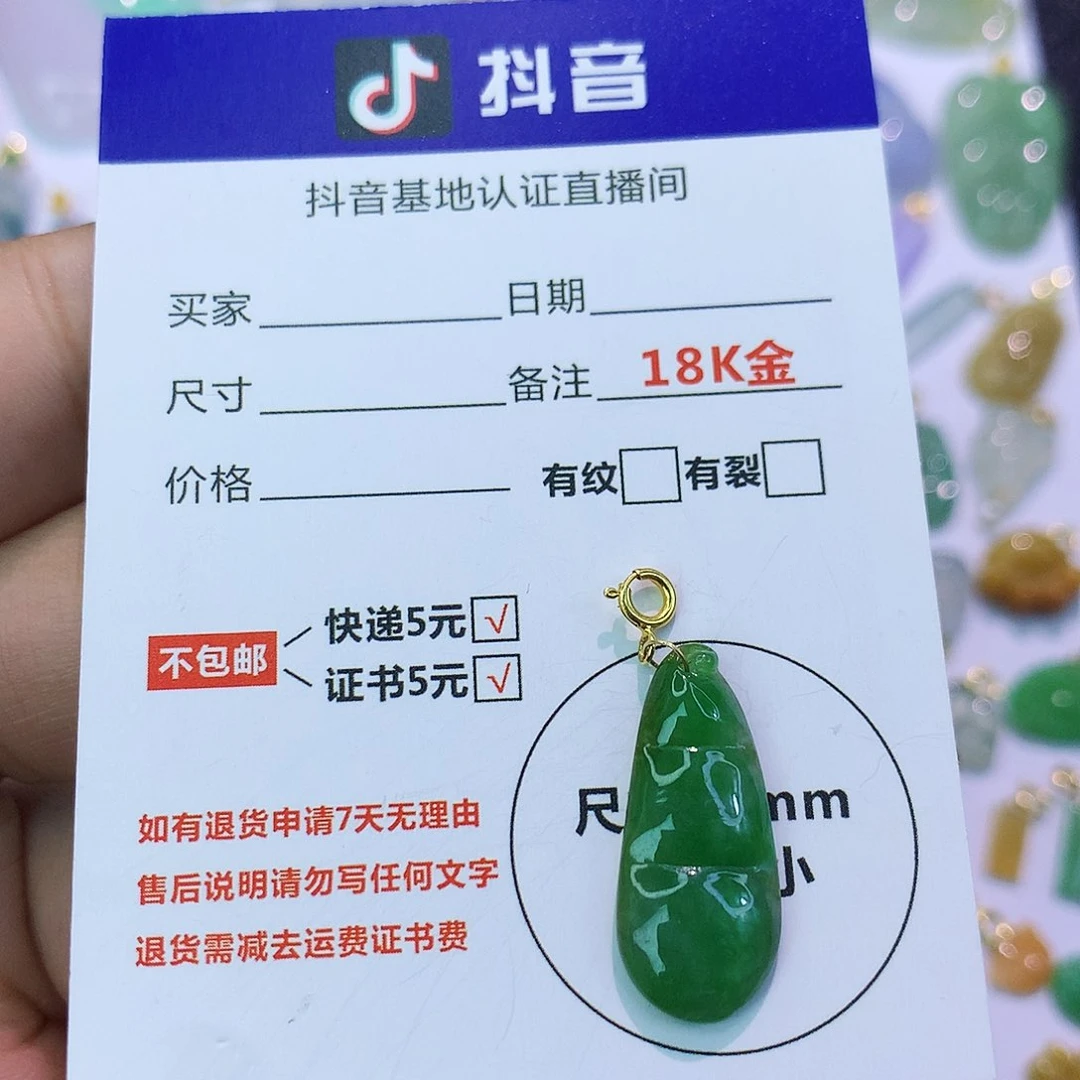 抖音
抖音基地认证直播间
买家 日期
尺寸 备注 18K金
价格 有纹 有裂
不包邮 快递5元 √
证书5元 √
如有退货申请7天无理由
售后说明请勿写任何文字
退货需减去运费证书费
尺 mm
小